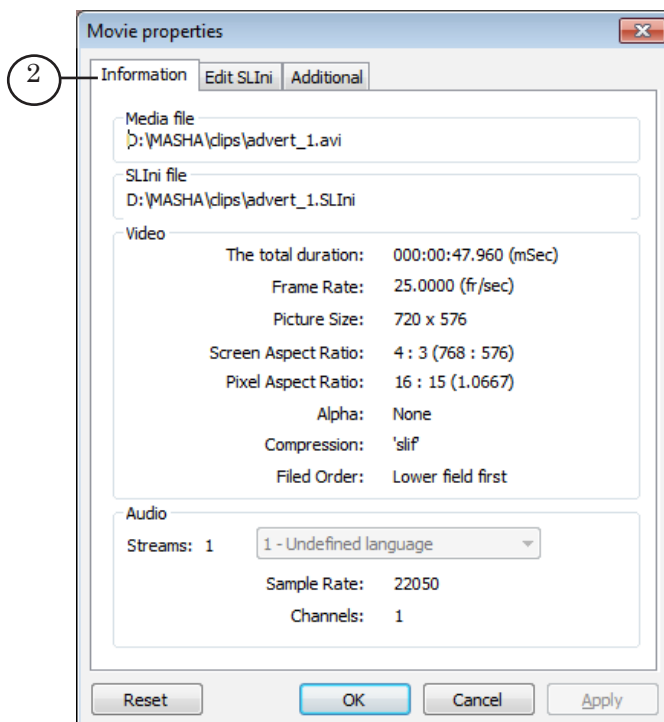 Movie properties
2
Information Edit SLIni Additional
Media file
D:\MASHA\clips\advert_1.avi
SLIni file
D:\MASHA\clips\advert_1.SLIni
Video
The total duration: 000:00:47.960 (mSec)
Frame Rate: 25.0000 (fr/sec)
Picture Size: 720 x 576
Screen Aspect Ratio: 4 : 3 (768 : 576)
Pixel Aspect Ratio: 16 : 15 (1.0667)
Alpha: None
Compression: 'slif'
Filed Order: Lower field first
Audio
Streams: 1 1 - Undefined language
Sample Rate: 22050
Channels: 1
Reset OK Cancel Apply